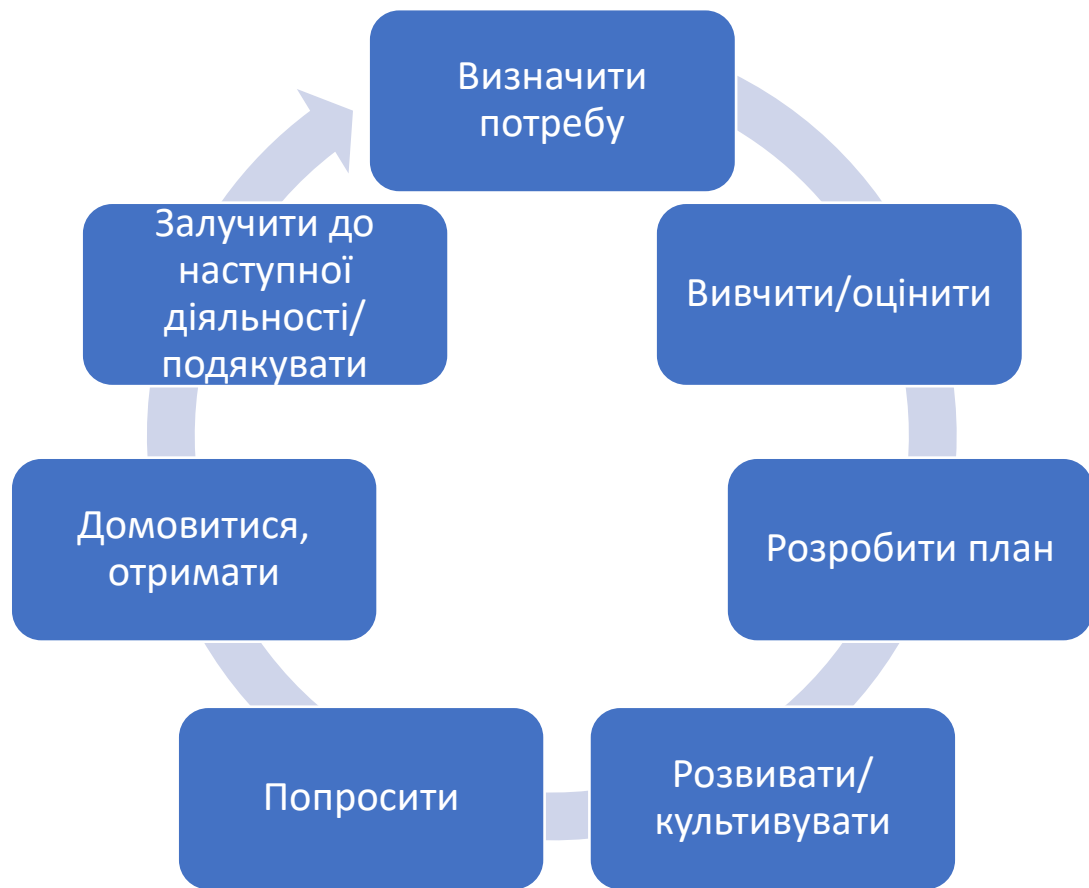 Визначити
потребу
Вивчити/оцінити
Розробити план
Розвивати/
культивувати
Попросити
Домовитися,
отримати
Залучити до
наступної
діяльності/
подякувати